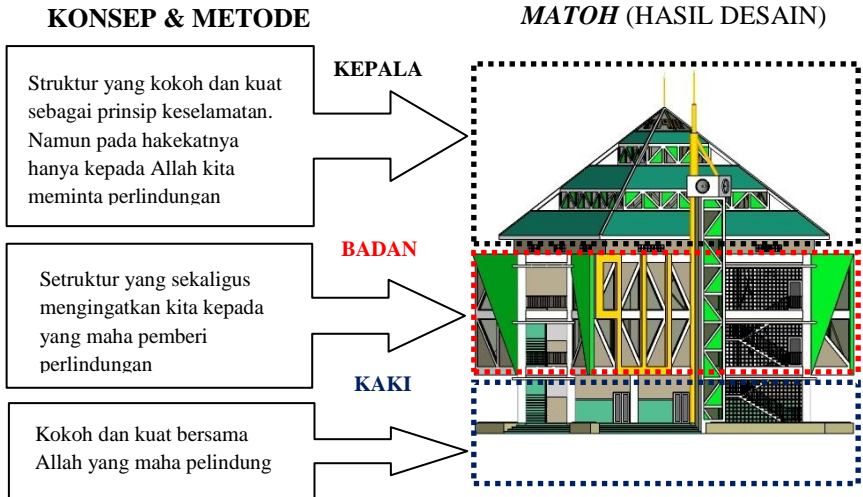 KONSEP & METODE
MATOH (HASIL DESAIN)
KEPALA
Struktur yang kokoh dan kuat
sebagai prinsip keselamatan.
Namun pada hakekatnya
hanya kepada Allah kita
meminta perlindungan
BADAN
Setruktur yang sekaligus
mengingatkan kita kepada
yang maha pemberi
perlindungan
KAKI
Kokoh dan kuat bersama
Allah yang maha pelindung